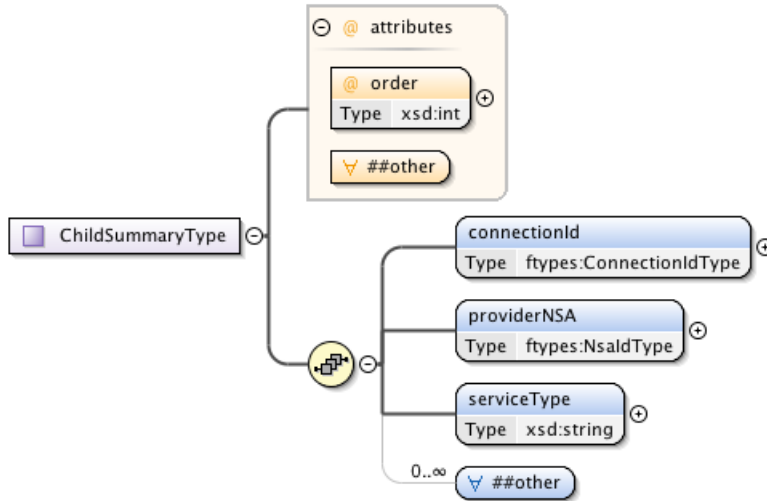 @ attributes
@ order
Type xsd:int
∀ ##other
ChildSummaryType
connectionId
Type ftypes:ConnectionIdType
providerNSA
Type ftypes:NsaIdType
serviceType
Type xsd:string
0..∞
∀ ##other